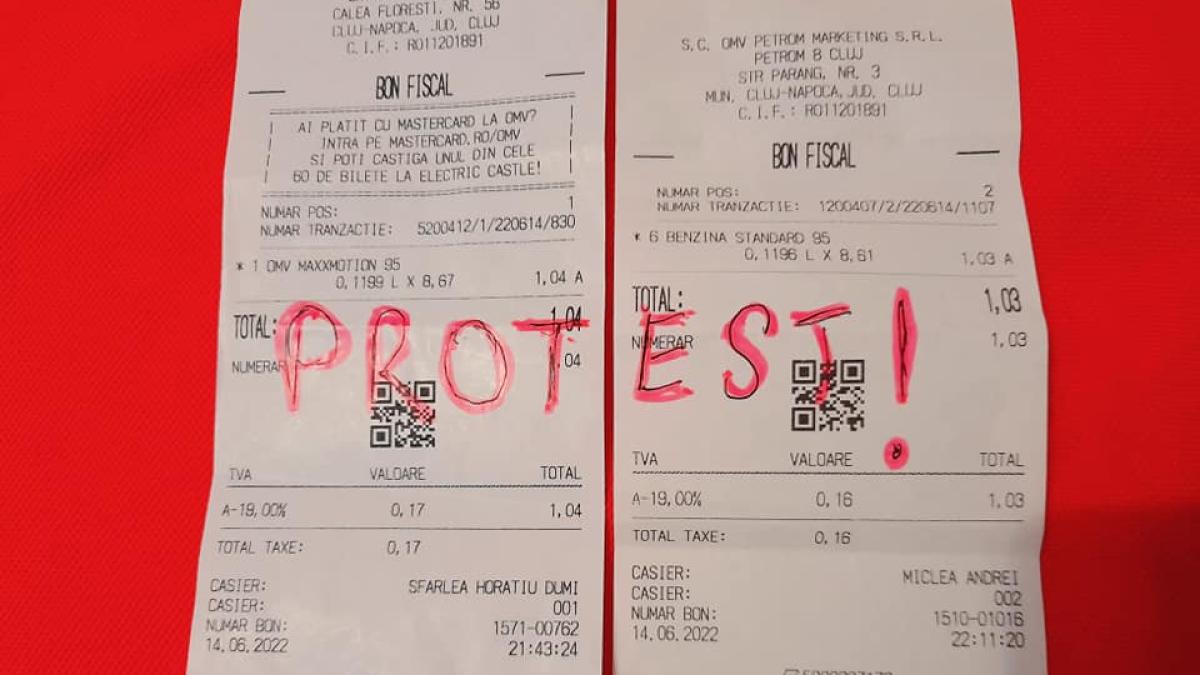 CALEA FLORESTI, NR. 56
CLUJ-NAPOCA, JUD, CLUJ
C.I.F.: RO11201891
BON FISCAL
AI PLATIT CU MASTERCARD LA OMV?
INTRA PE MASTERCARD.RO/OMV
SI POTI CASTIGA UNUL DIN CELE
60 DE BILETE LA ELECTRIC CASTLE!
NUMAR POS: 1
NUMAR TRANZACTIE: 5200412/1/220614/830
* 1 OMV MAXXMOTION 95
0,1199 L X 8,67 1,04 A
TOTAL: 1,04
NUMERAR 1,04
TVA VALOARE TOTAL
A-19,00% 0,17 1,04
TOTAL TAXE: 0,17
CASIER: SFARLEA HORATIU DUMI
CASIER: 001
NUMAR BON: 1571-00762
14.06.2022 21:43:24
S.C. OMV PETROM MARKETING S.R.L.
PETROM 8 CLUJ
STR PARANG, NR. 3
MUN. CLUJ-NAPOCA, JUD, CLUJ
C.I.F.: RO11201891
BON FISCAL
NUMAR POS: 2
NUMAR TRANZACTIE: 1200407/2/220614/1107
* 6 BENZINA STANDARD 95
0,1196 L X 8,61 1,03 A
TOTAL: 1,03
NUMERAR 1,03
TVA VALOARE TOTAL
A-19,00% 0,16 1,03
TOTAL TAXE: 0,16
CASIER: MICLEA ANDREI
CASIER: 002
NUMAR BON: 1510-01016
14.06.2022 22:11:20
PROTEST!